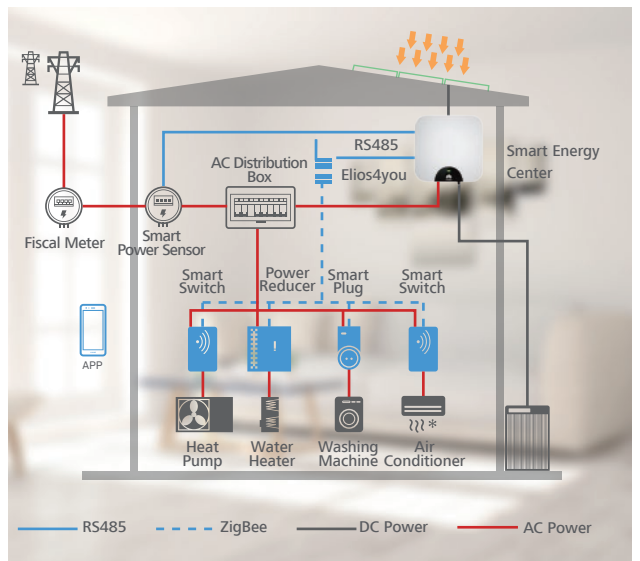 RS485
Elios4you
Smart Energy
Center
AC Distribution
Box
Fiscal Meter
Smart
Power Sensor
Smart
Switch
Power
Reducer
Smart
Plug
Smart
Switch
APP
Heat
Pump
Water
Heater
Washing
Machine
Air
Conditioner
RS485
ZigBee
DC Power
AC Power